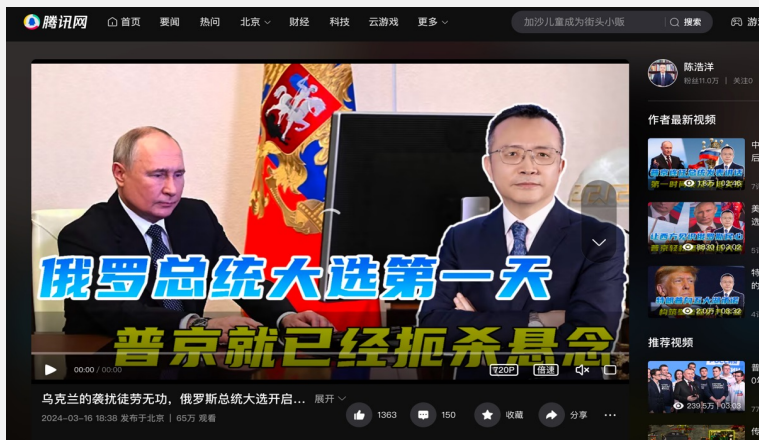 腾讯网
首页
要闻
热问
北京
财经
科技
云游戏
更多
加沙儿童成为街头小贩
搜索
俄罗总统大选第一天
普京就已经扼杀悬念
00:00 / 00:00
720P
倍速
乌克兰的袭扰徒劳无功，俄罗斯总统大选开启...
展开
2024-03-16 18:38 发布于北京 | 65万 观看
1363
150
收藏
分享
陈浩洋
粉丝11.0万 | 关注0
作者最新视频
推荐视频
239.5万 | 03:03